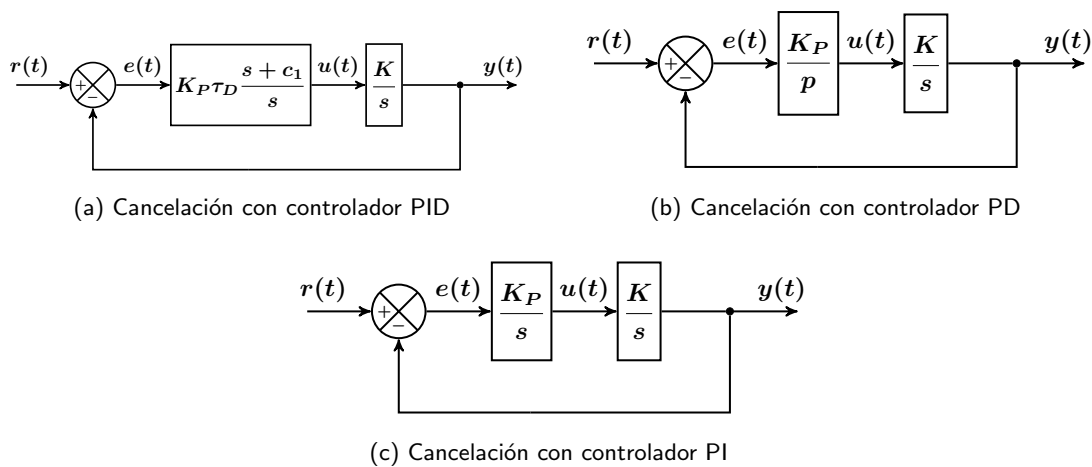 r(t) + − e(t) K_P τ_D (s + c_1)/s u(t) K/s y(t)
(a) Cancelación con controlador PID
r(t) + − e(t) K_P/p u(t) K/s y(t)
(b) Cancelación con controlador PD
r(t) + − e(t) K_P/s u(t) K/s y(t)
(c) Cancelación con controlador PI